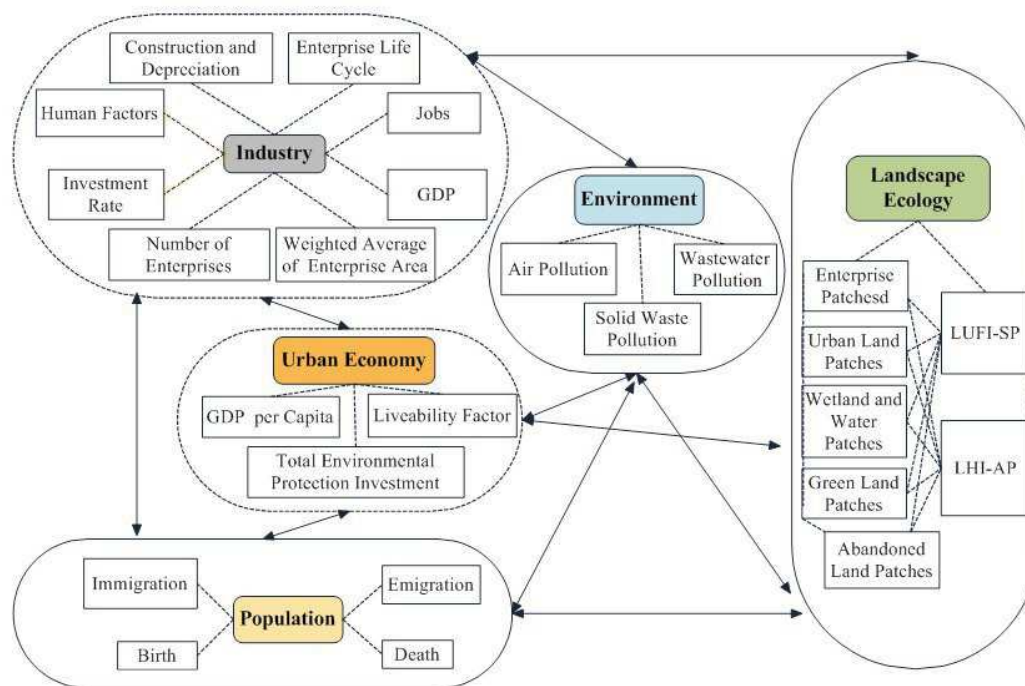 Construction and
Depreciation
Enterprise Life
Cycle
Human Factors
Jobs
Industry
Investment
Rate
GDP
Number of
Enterprises
Weighted Average
of Enterprise Area
Environment
Air Pollution
Wastewater
Pollution
Solid Waste
Pollution
Landscape
Ecology
Enterprise
Patchesd
Urban Land
Patches
Wetland and
Water
Patches
Green Land
Patches
Abandoned
Land Patches
LUFI-SP
LHI-AP
Urban Economy
GDP per Capita
Liveability Factor
Total Environmental
Protection Investment
Immigration
Emigration
Population
Birth
Death